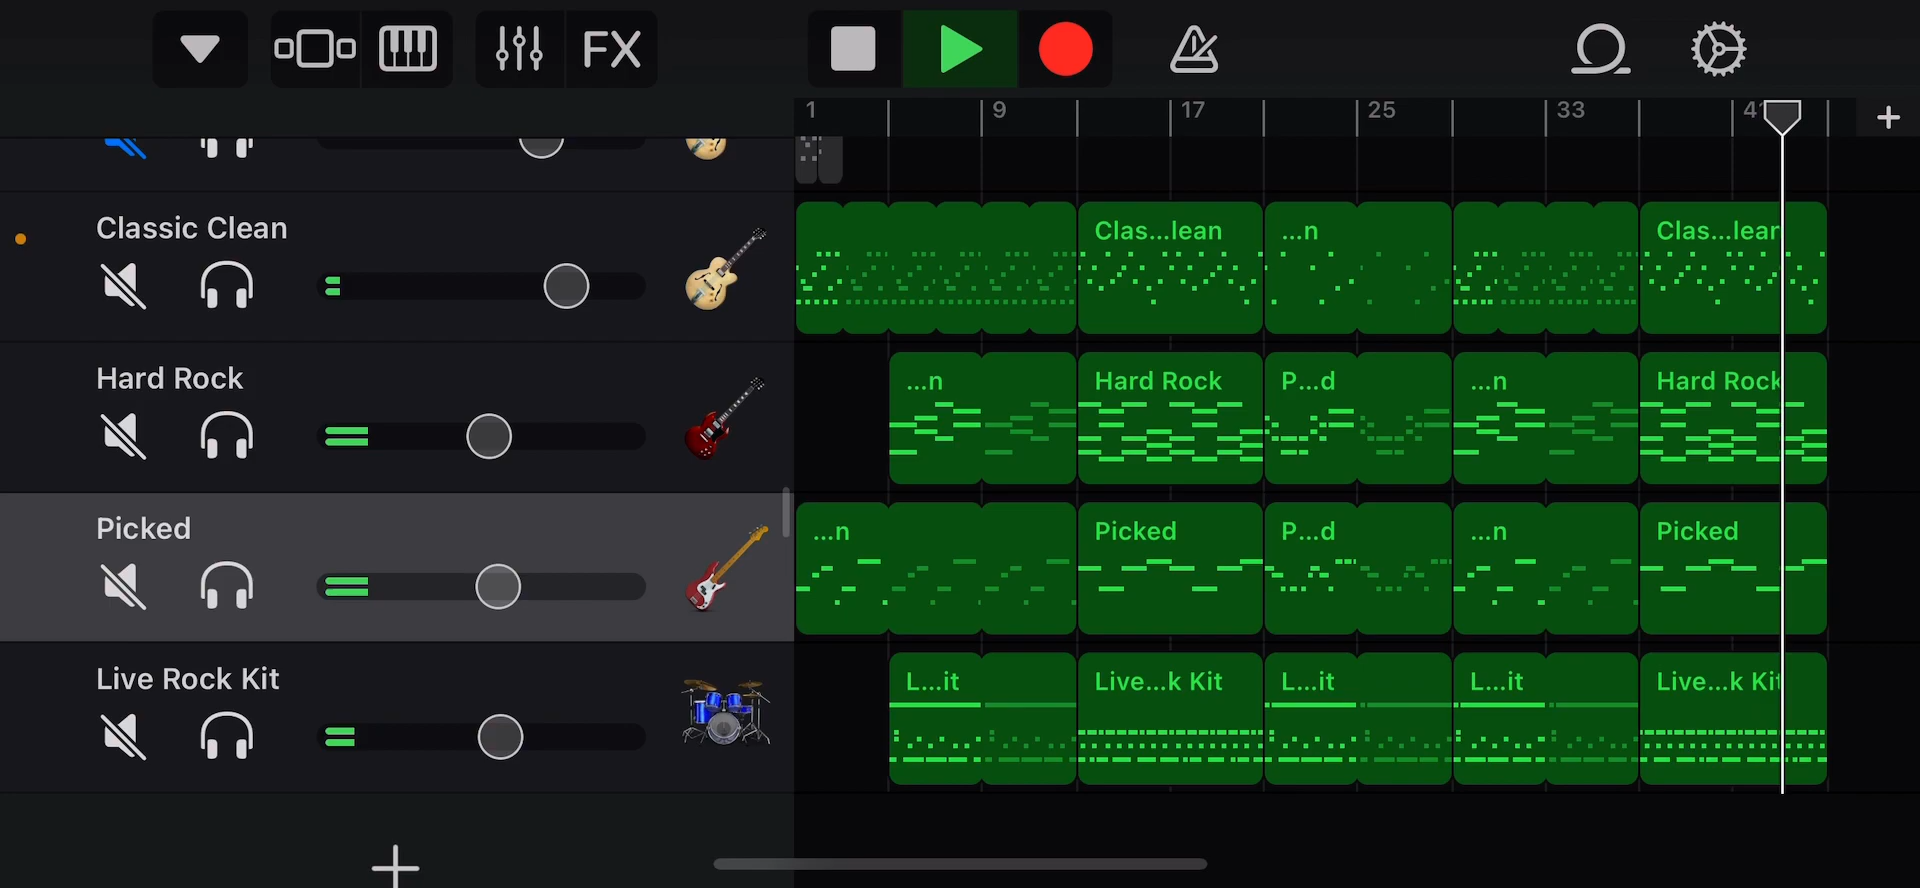 FX
1 9 17 25 33 41
Classic Clean
Clas...lean ...n Clas...lear
Hard Rock
...n Hard Rock P...d ...n Hard Rock
Picked
...n Picked P...d ...n Picked
Live Rock Kit
L...it Live...k Kit L...it L...it Live...k Kit